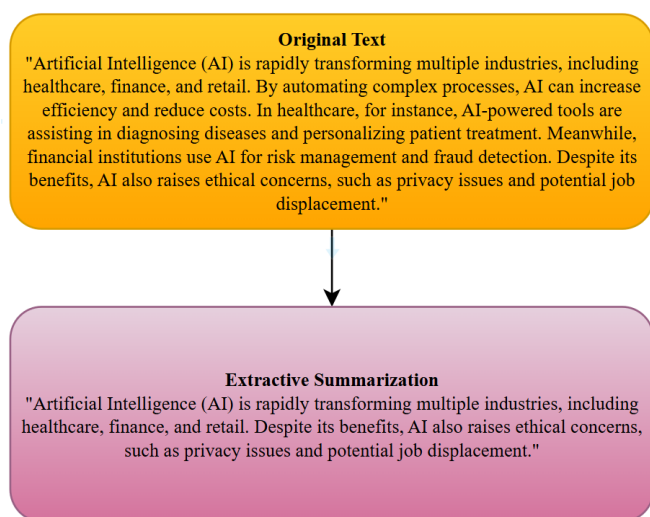 Original Text
"Artificial Intelligence (AI) is rapidly transforming multiple industries, including
healthcare, finance, and retail. By automating complex processes, AI can increase
efficiency and reduce costs. In healthcare, for instance, AI-powered tools are
assisting in diagnosing diseases and personalizing patient treatment. Meanwhile,
financial institutions use AI for risk management and fraud detection. Despite its
benefits, AI also raises ethical concerns, such as privacy issues and potential job
displacement."
Extractive Summarization
"Artificial Intelligence (AI) is rapidly transforming multiple industries, including
healthcare, finance, and retail. Despite its benefits, AI also raises ethical concerns,
such as privacy issues and potential job displacement."